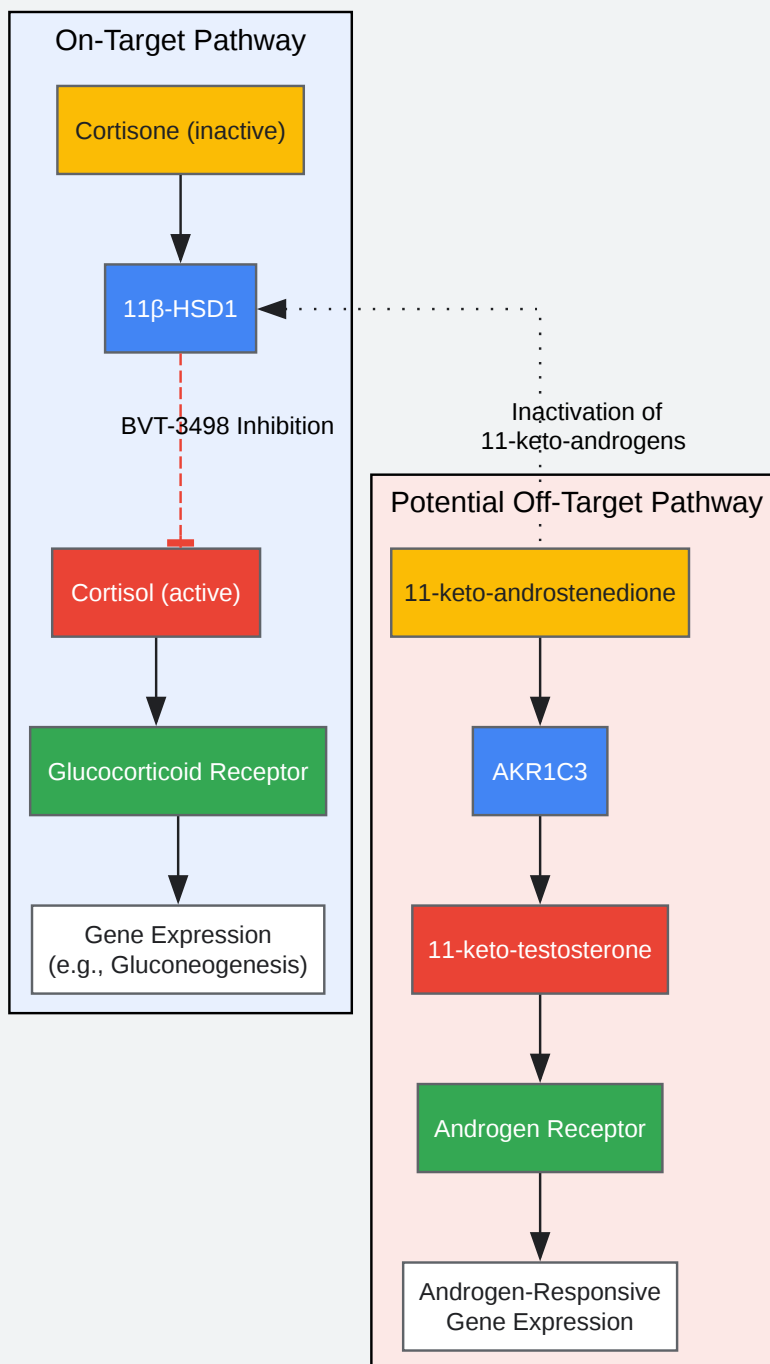 On-Target Pathway
Cortisone (inactive)
11β-HSD1
BVT-3498 Inhibition
Cortisol (active)
Glucocorticoid Receptor
Gene Expression
(e.g., Gluconeogenesis)
Inactivation of
11-keto-androgens
Potential Off-Target Pathway
11-keto-androstenedione
AKR1C3
11-keto-testosterone
Androgen Receptor
Androgen-Responsive
Gene Expression